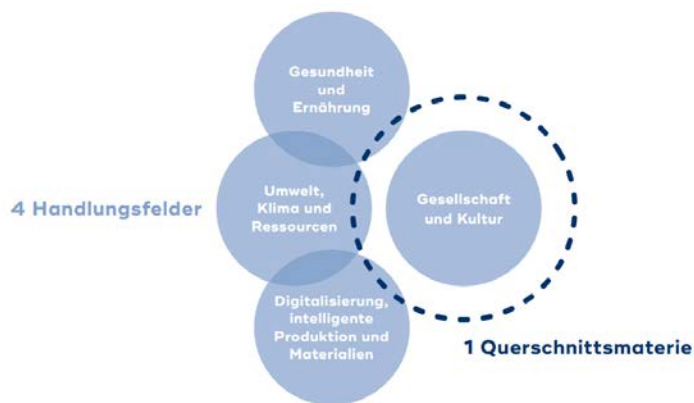 Gesundheit
und
Ernährung
4 Handlungsfelder
Umwelt,
Klima und
Ressourcen
Gesellschaft
und Kultur
Digitalisierung,
intelligente
Produktion und
Materialien
1 Querschnittsmaterie